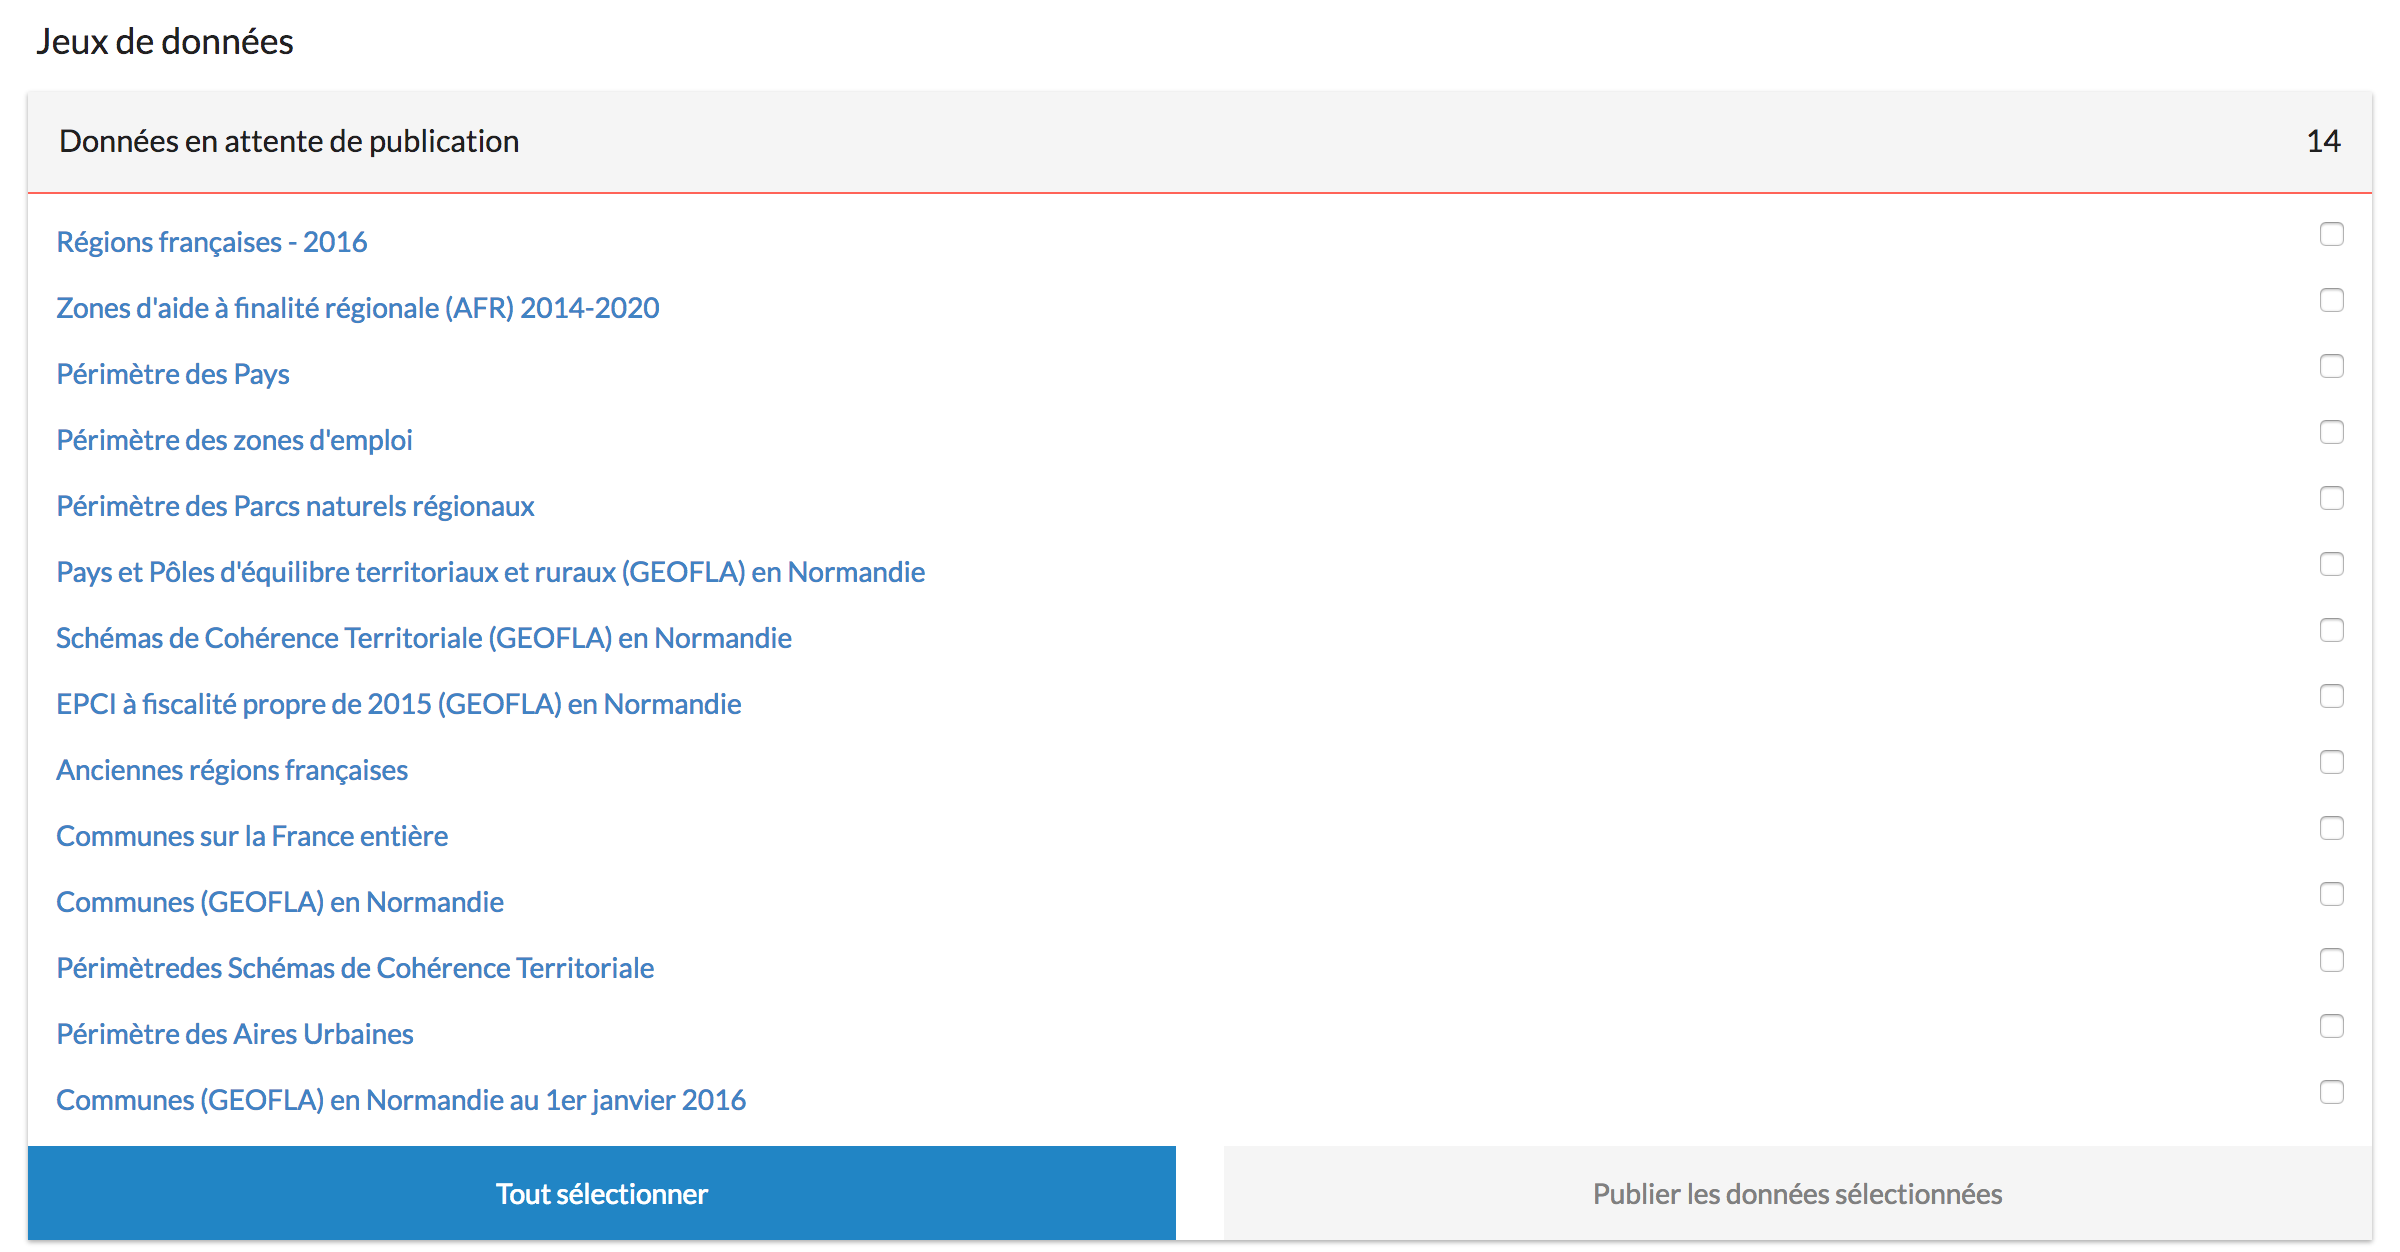 Jeux de données
Données en attente de publication 14
Régions françaises - 2016
Zones d'aide à finalité régionale (AFR) 2014-2020
Périmètre des Pays
Périmètre des zones d'emploi
Périmètre des Parcs naturels régionaux
Pays et Pôles d'équilibre territoriaux et ruraux (GEOFLA) en Normandie
Schémas de Cohérence Territoriale (GEOFLA) en Normandie
EPCI à fiscalité propre de 2015 (GEOFLA) en Normandie
Anciennes régions françaises
Communes sur la France entière
Communes (GEOFLA) en Normandie
Périmètredes Schémas de Cohérence Territoriale
Périmètre des Aires Urbaines
Communes (GEOFLA) en Normandie au 1er janvier 2016
Tout sélectionner Publier les données sélectionnées